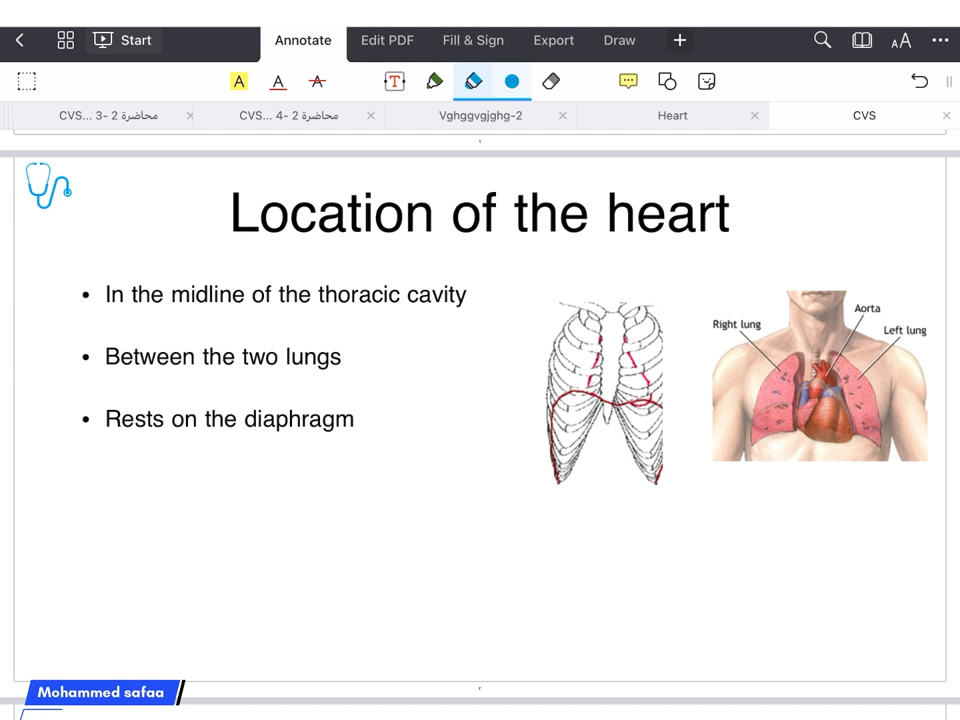 Start
Annotate
Edit PDF
Fill & Sign
Export
Draw
AA
CVS... 3- 2 محاضرة
CVS... 4- 2 محاضرة
Vghggvgjghg-2
Heart
CVS
Location of the heart
• In the midline of the thoracic cavity
• Between the two lungs
• Rests on the diaphragm
Aorta
Right lung
Left lung
Mohammed safaa